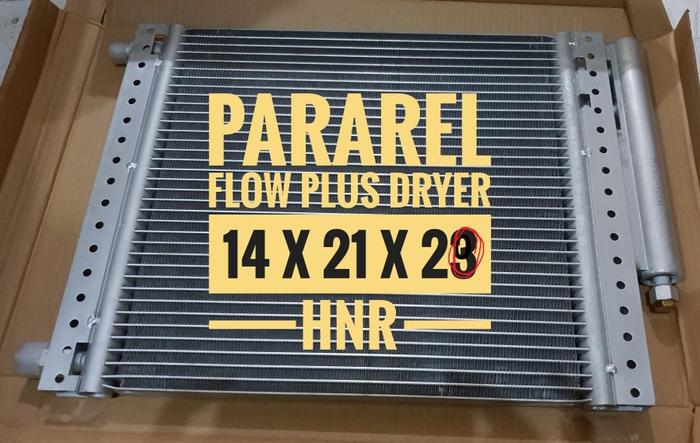 PARAREL
FLOW PLUS DRYER
14 X 21 X 23
HNR